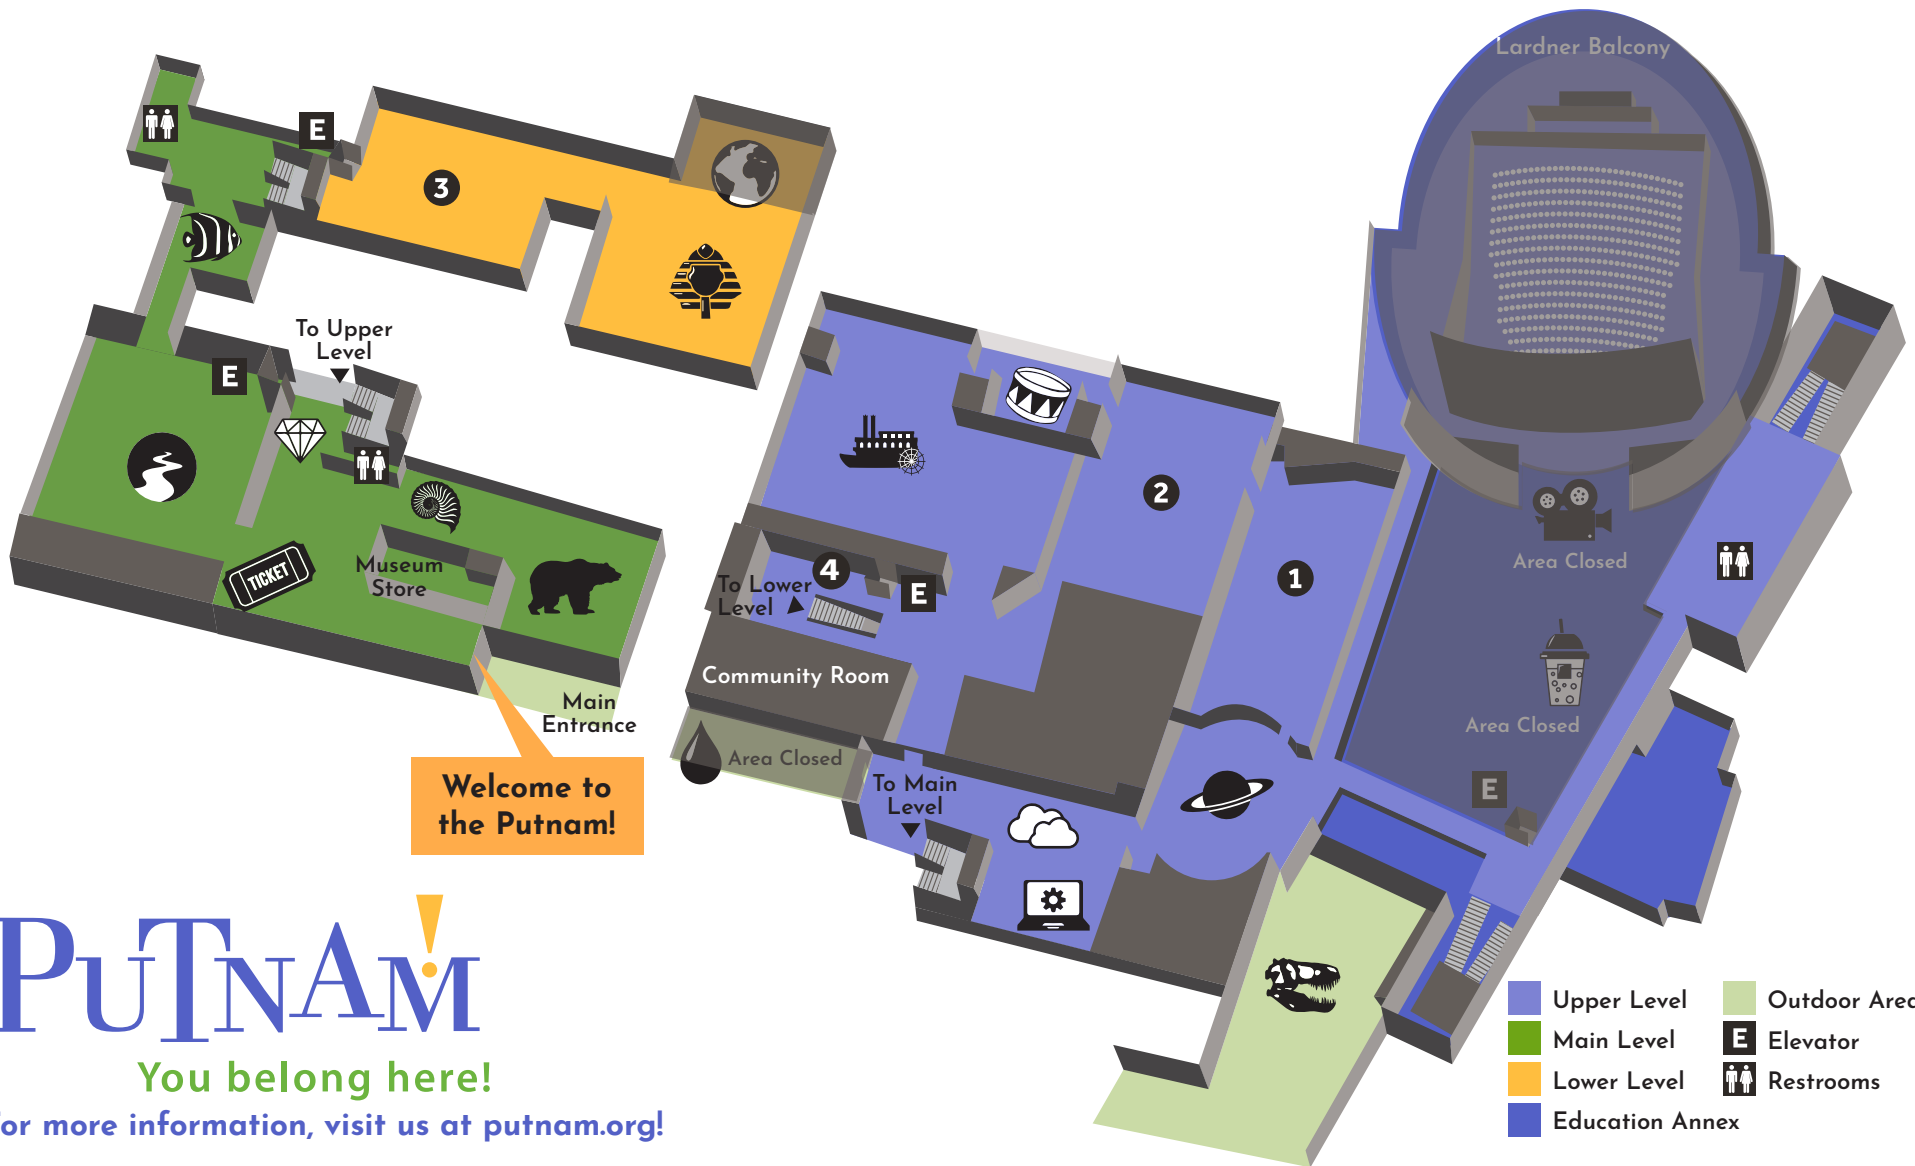 Lardner Balcony
E
3
To Upper
Level
E
2
TICKET
Museum
Store
4
To Lower
Level
E
1
Area Closed
Community Room
Main
Entrance
Area Closed
Area Closed
To Main
Level
E
Welcome to
the Putnam!
PUTNAM!
You belong here!
or more information, visit us at putnam.org!
Upper Level
Main Level
Lower Level
Education Annex
Outdoor Area
E Elevator
Restrooms